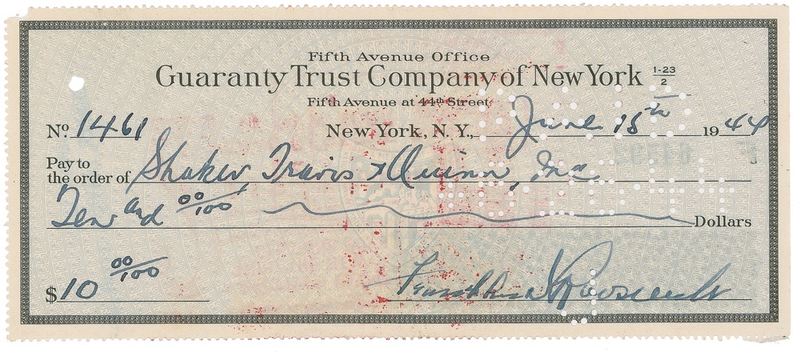 Fifth Avenue Office
Guaranty Trust Company of New York 1-23/2
Fifth Avenue at 44th Street
No. 1461 New York, N. Y., June 15th 1944
Pay to the order of Shaker, Travis & Quinn, Inc.
Ten and 00/100 Dollars
$10 00/100
Franklin D Roosevelt